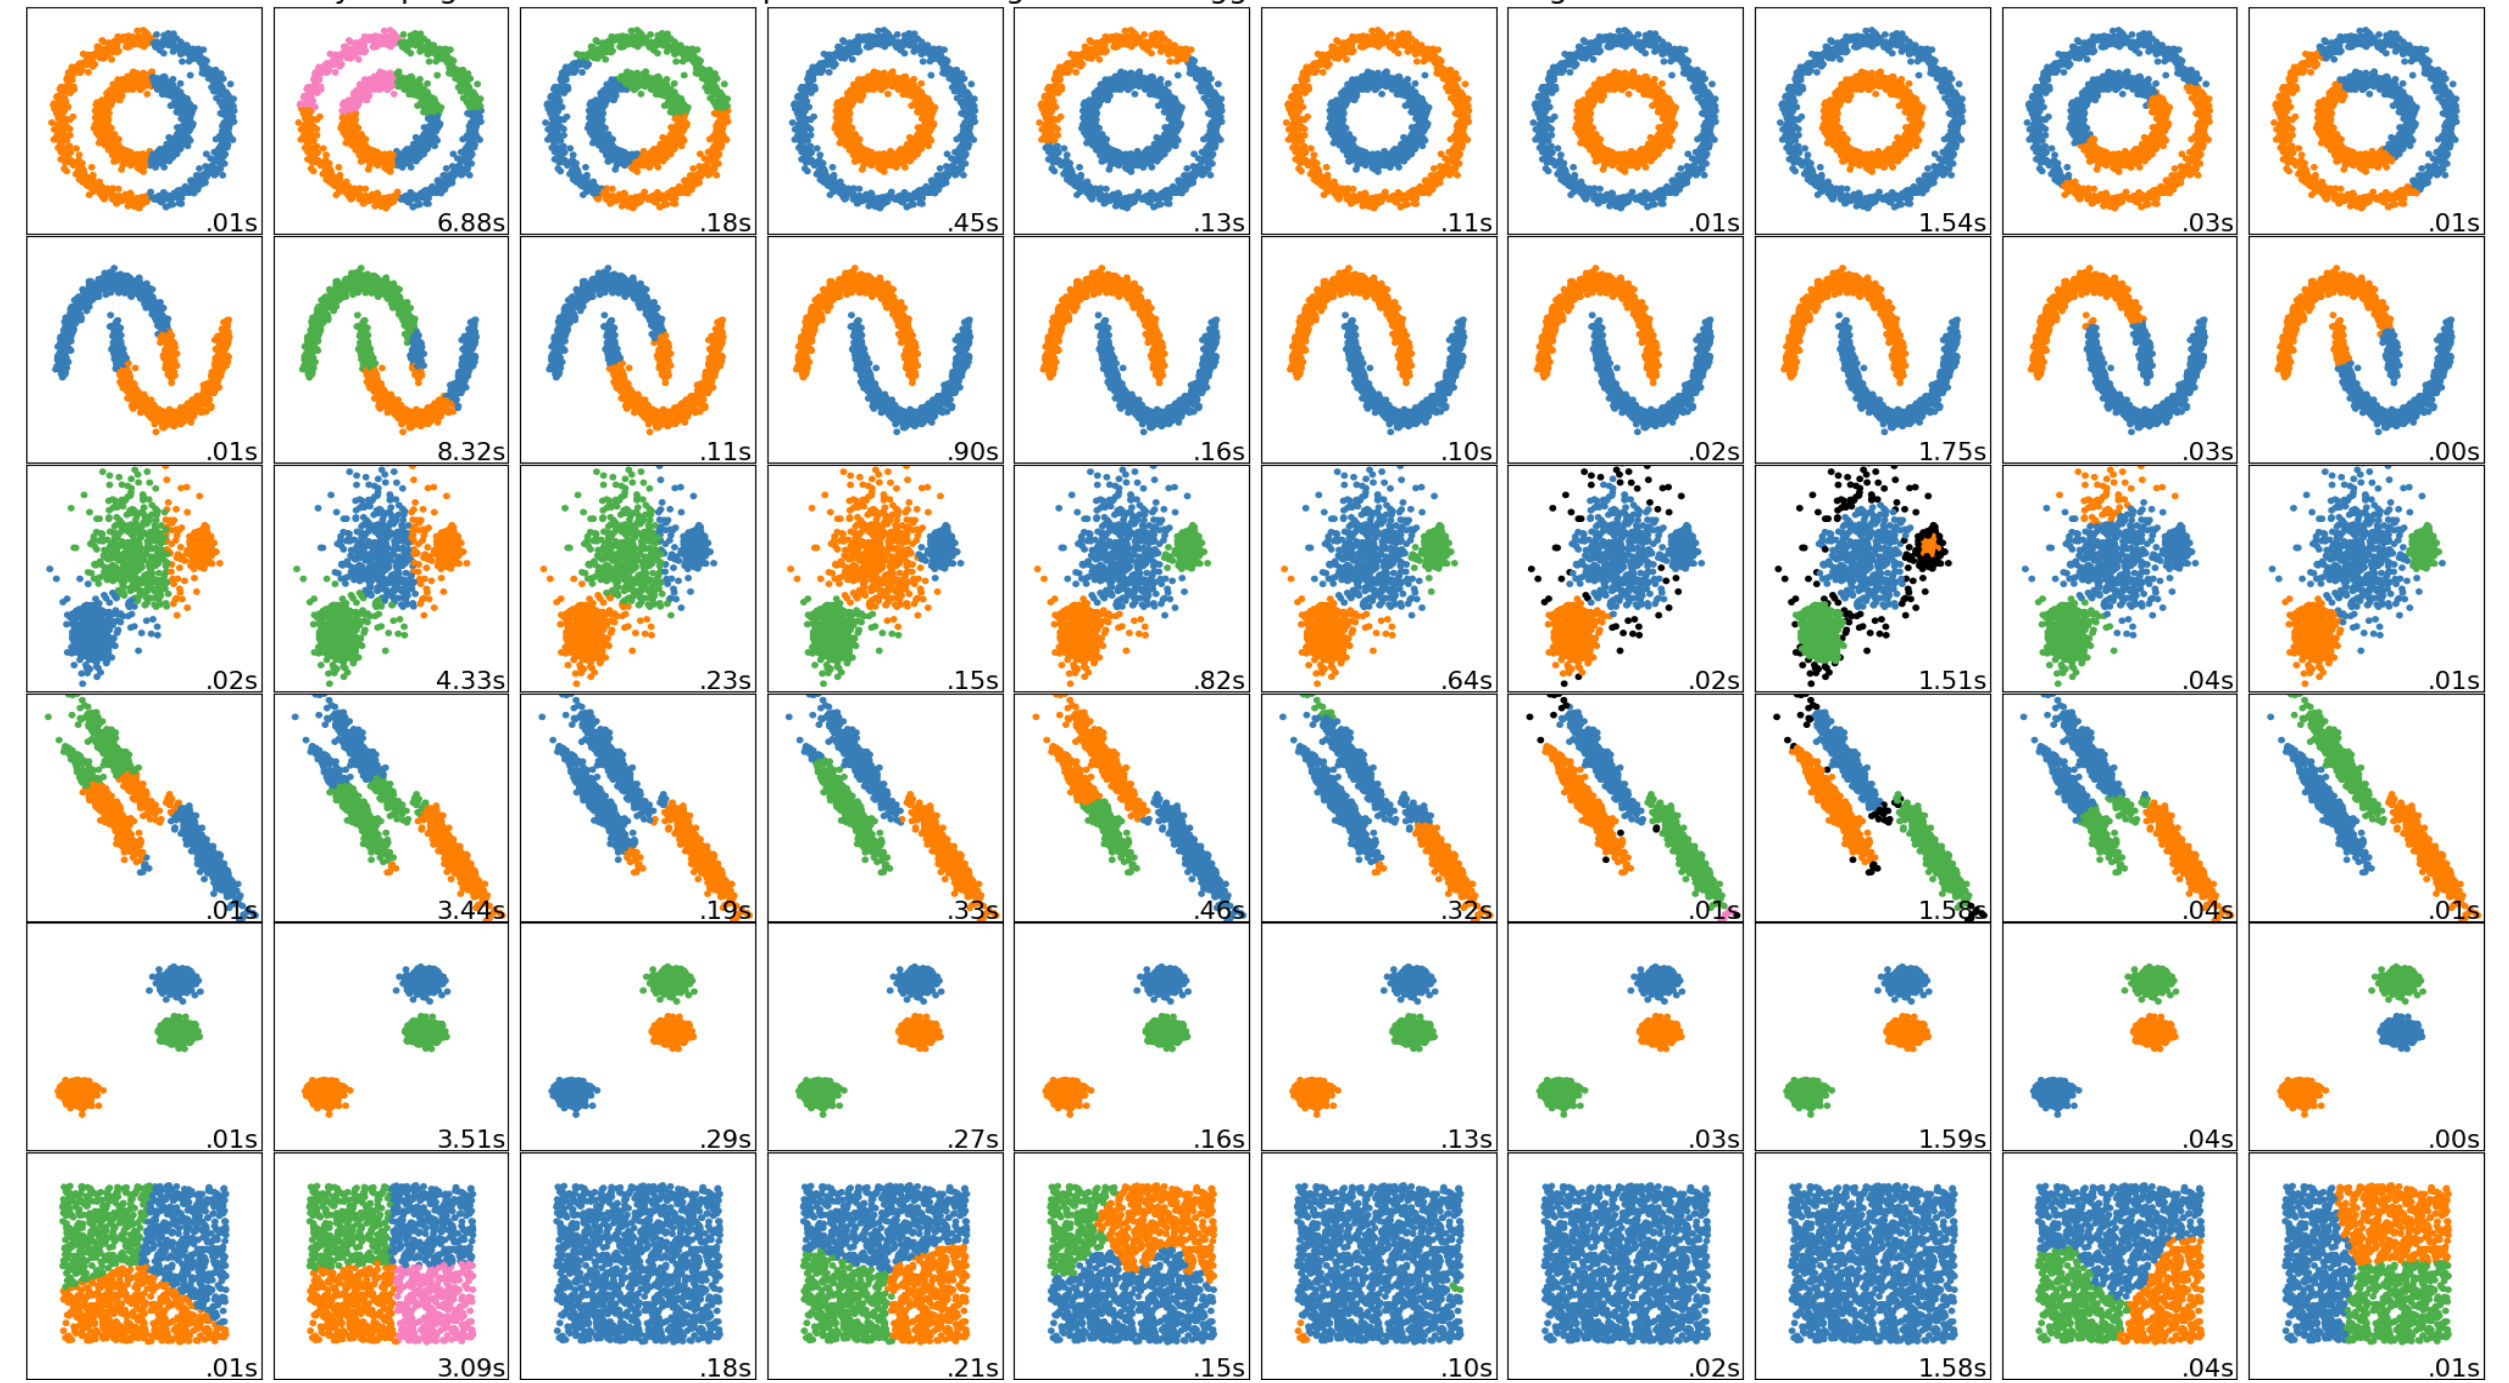 .01s 6.88s .18s .45s .13s .11s .01s 1.54s .03s .01s
.01s 8.32s .11s .90s .16s .10s .02s 1.75s .03s .00s
.02s 4.33s .23s .15s .82s .64s .02s 1.51s .04s .01s
.01s 3.44s .19s .33s .46s .32s .01s 1.58s .04s .01s
.01s 3.51s .29s .27s .16s .13s .03s 1.59s .04s .00s
.01s 3.09s .18s .21s .15s .10s .02s 1.58s .04s .01s